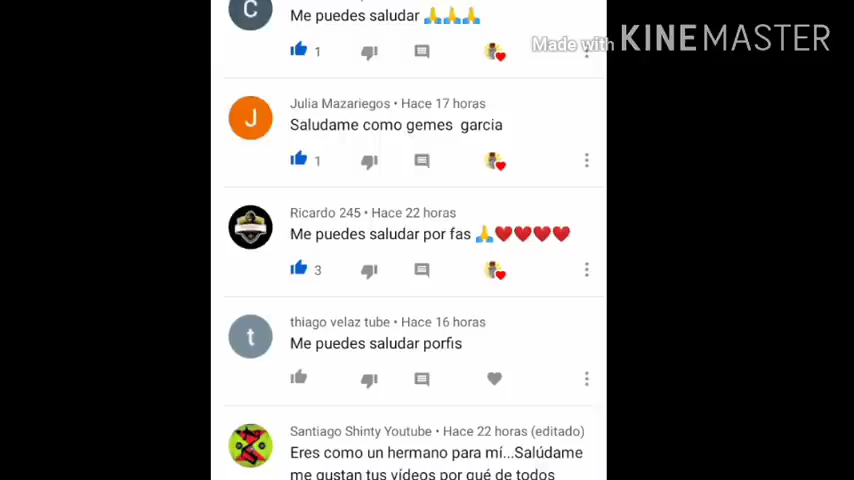 C
Me puedes saludar 🙏🙏🙏
1
Made with KINEMASTER
J
Julia Mazariegos • Hace 17 horas
Saludame como gemes garcia
1
Ricardo 245 • Hace 22 horas
Me puedes saludar por fas 🙏❤️❤️❤️❤️
3
t
thiago velaz tube • Hace 16 horas
Me puedes saludar porfis
Santiago Shinty Youtube • Hace 22 horas (editado)
Eres como un hermano para mí...Salúdame
me gustan tus vídeos por qué de todos